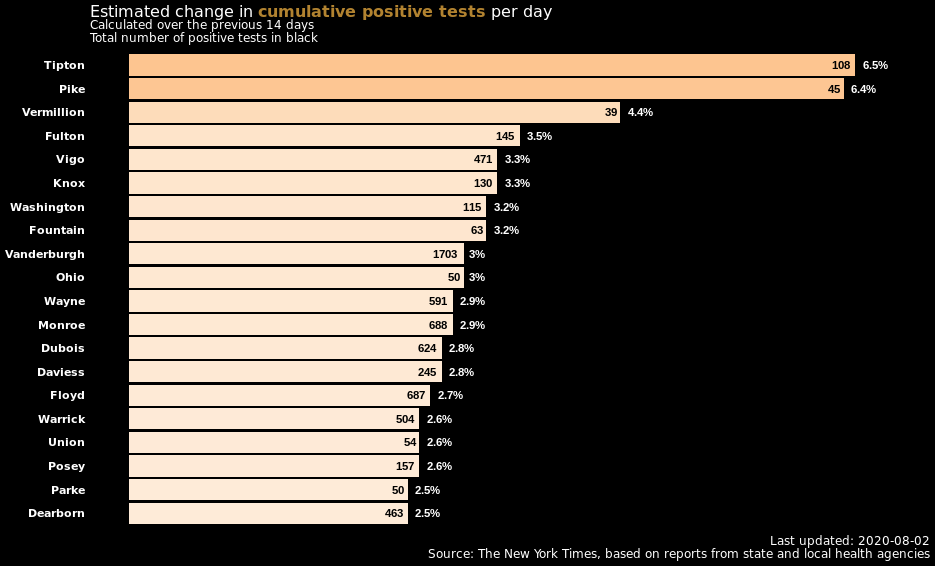 Estimated change in cumulative positive tests per day
Calculated over the previous 14 days
Total number of positive tests in black
Tipton 108 6.5%
Pike 45 6.4%
Vermillion 39 4.4%
Fulton 145 3.5%
Vigo 471 3.3%
Knox 130 3.3%
Washington 115 3.2%
Fountain 63 3.2%
Vanderburgh 1703 3%
Ohio 50 3%
Wayne 591 2.9%
Monroe 688 2.9%
Dubois 624 2.8%
Daviess 245 2.8%
Floyd 687 2.7%
Warrick 504 2.6%
Union 54 2.6%
Posey 157 2.6%
Parke 50 2.5%
Dearborn 463 2.5%
Last updated: 2020-08-02
Source: The New York Times, based on reports from state and local health agencies